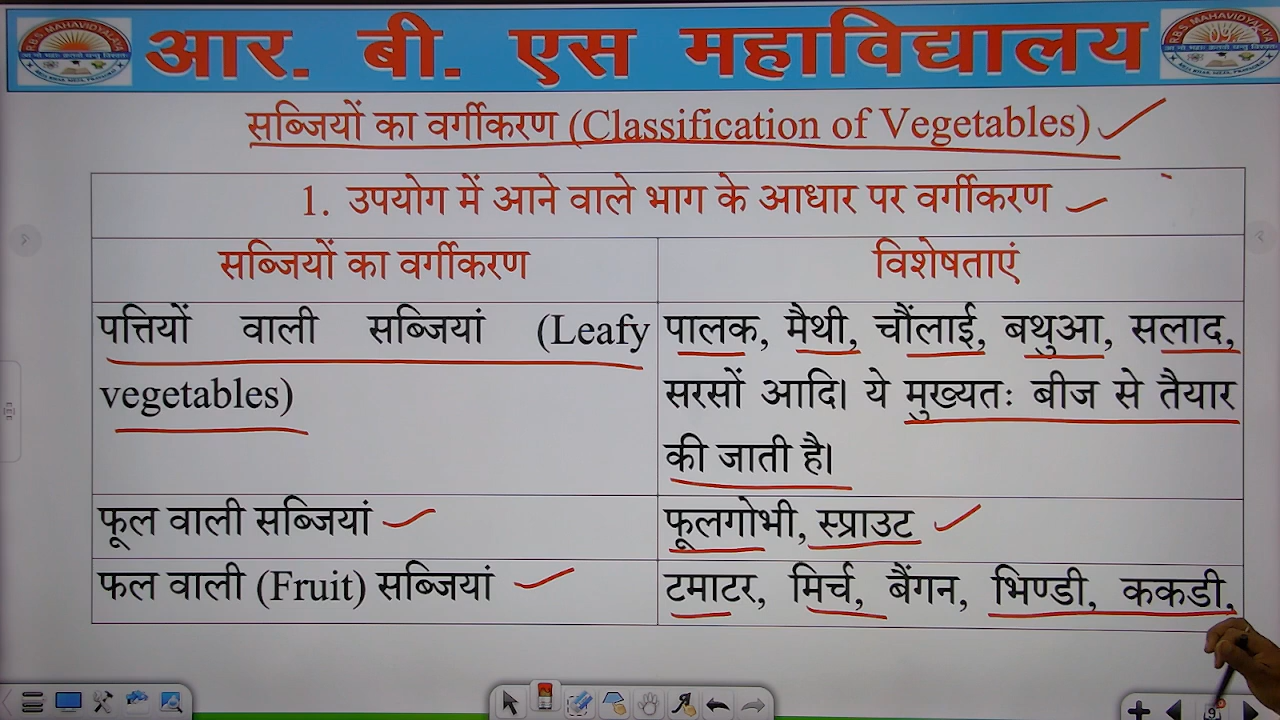 आर. बी. एस महाविद्यालय
सब्जियों का वर्गीकरण (Classification of Vegetables)
1. उपयोग में आने वाले भाग के आधार पर वर्गीकरण
सब्जियों का वर्गीकरण
विशेषताएं
पत्तियों वाली सब्जियां (Leafy
vegetables)
पालक, मैथी, चौंलाई, बथुआ, सलाद,
सरसों आदि। ये मुख्यतः बीज से तैयार
की जाती है।
फूल वाली सब्जियां
फूलगोभी, स्प्राउट
फल वाली (Fruit) सब्जियां
टमाटर, मिर्च, बैंगन, भिण्डी, ककडी,
9